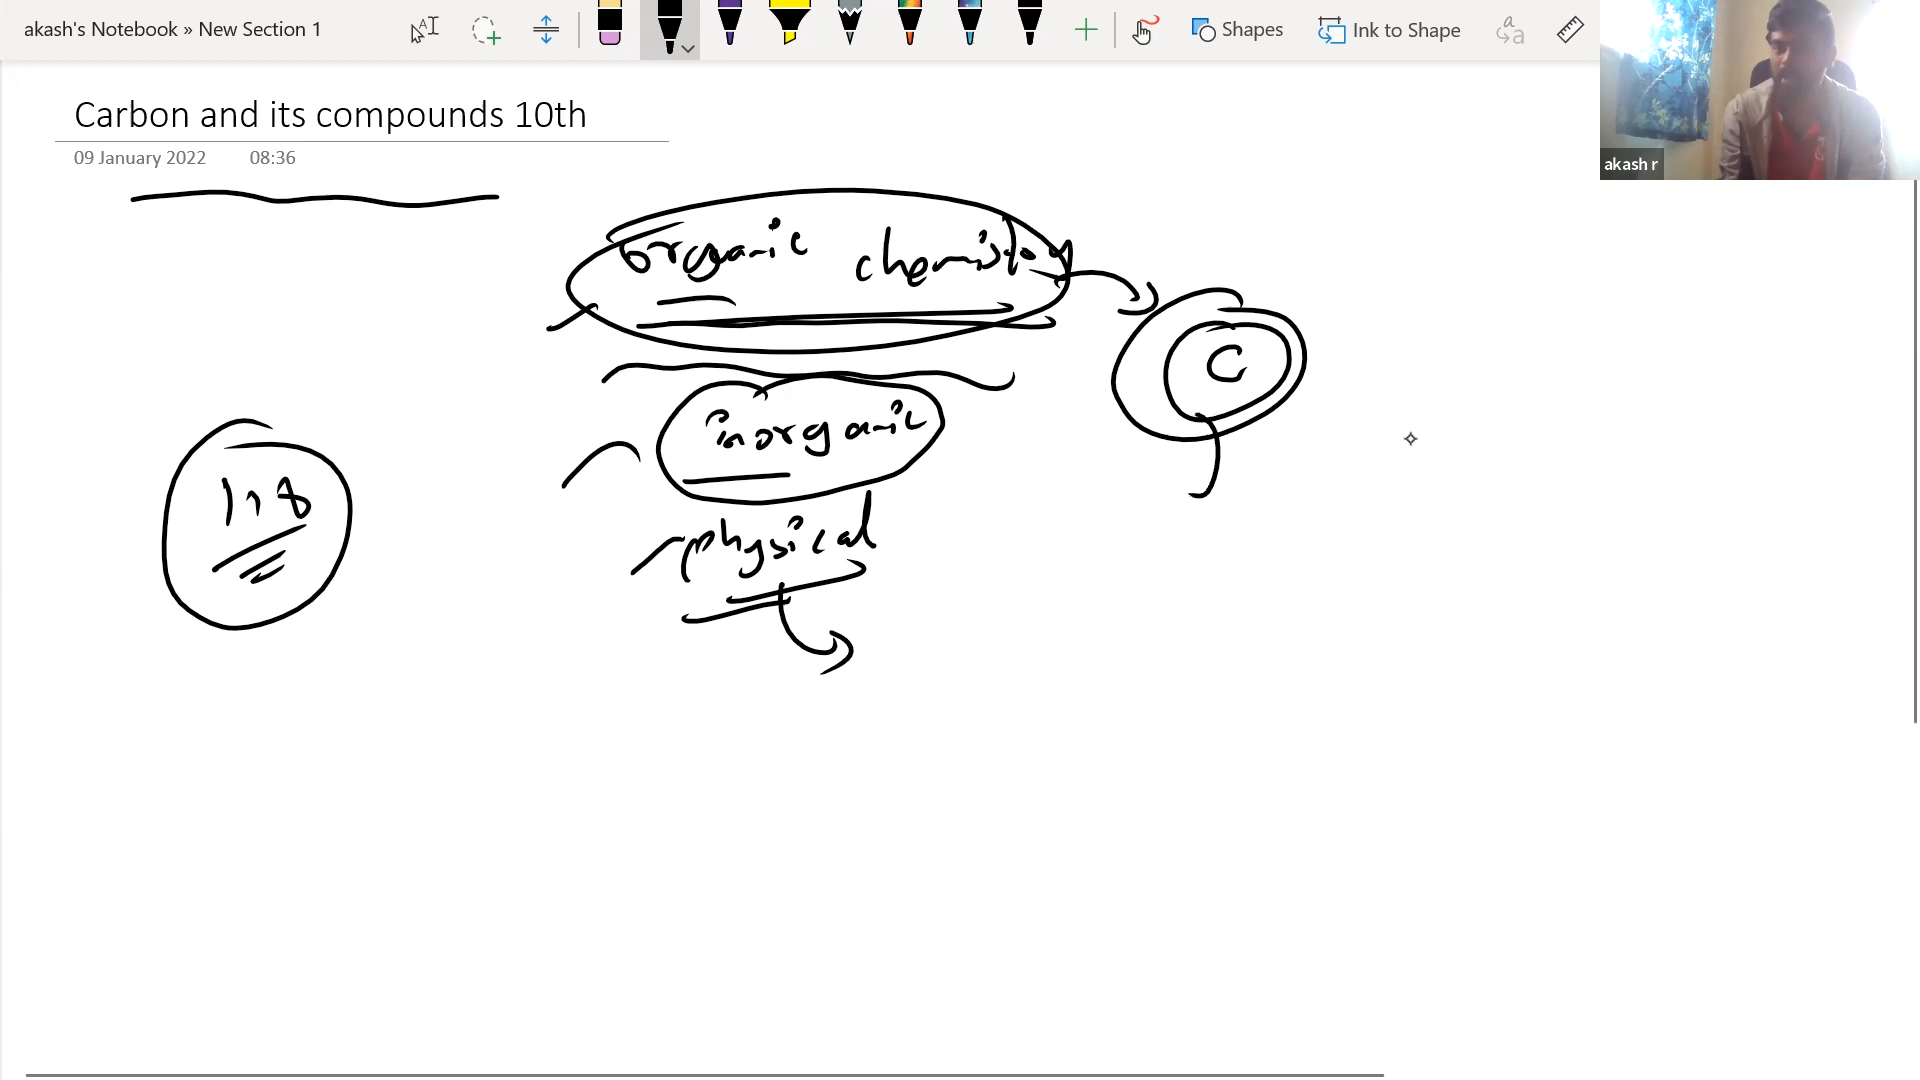 akash's Notebook » New Section 1
Shapes
Ink to Shape
akash r
Carbon and its compounds 10th
09 January 2022 08:36
organic chemistry
C
inorganic
118
physical